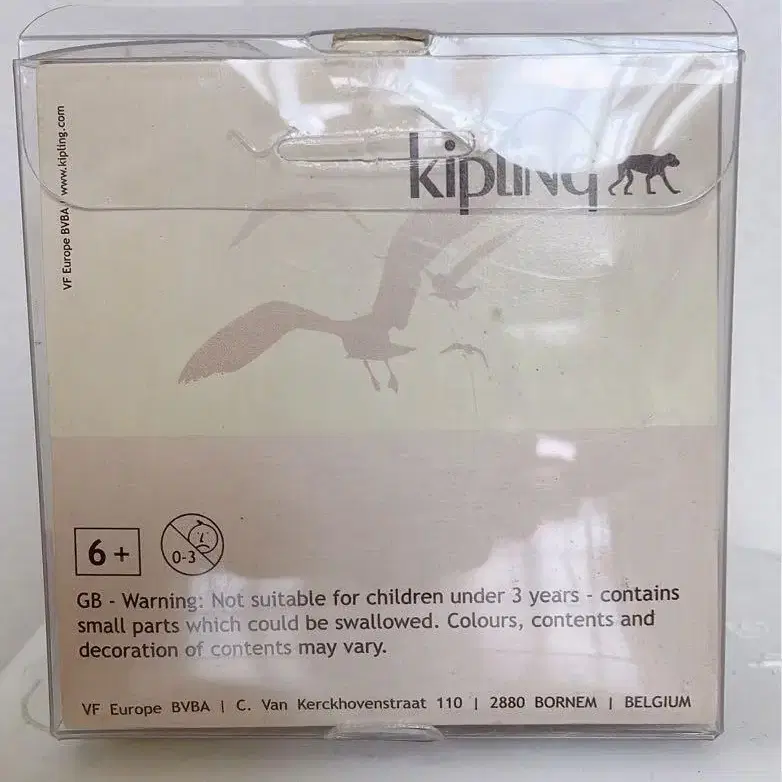 VF Europe BVBA / www.kipling.com
kipling
6+
0-3
GB - Warning: Not suitable for children under 3 years - contains
small parts which could be swallowed. Colours, contents and
decoration of contents may vary.
VF Europe BVBA | C. Van Kerckhovenstraat 110 | 2880 BORNEM | BELGIUM